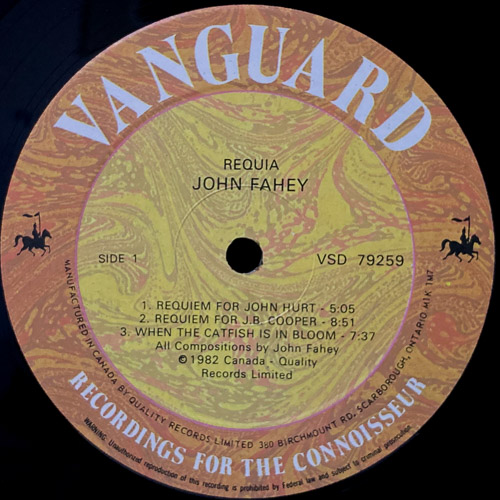 VANGUARD
REQUIA
JOHN FAHEY
SIDE 1
VSD 79259
1. REQUIEM FOR JOHN HURT - 5:05
2. REQUIEM FOR J.B. COOPER - 8:51
3. WHEN THE CATFISH IS IN BLOOM - 7:37
All Compositions by John Fahey
©1982 Canada - Quality
Records Limited
MANUFACTURED IN CANADA BY QUALITY RECORDS LIMITED 380 BIRCHMOUNT RD, SCARBOROUGH, ONTARIO M1K 1M7
RECORDINGS FOR THE CONNOISSEUR
WARNING: Unauthorized reproduction of this recording is prohibited by Federal law and subject to criminal prosecution.